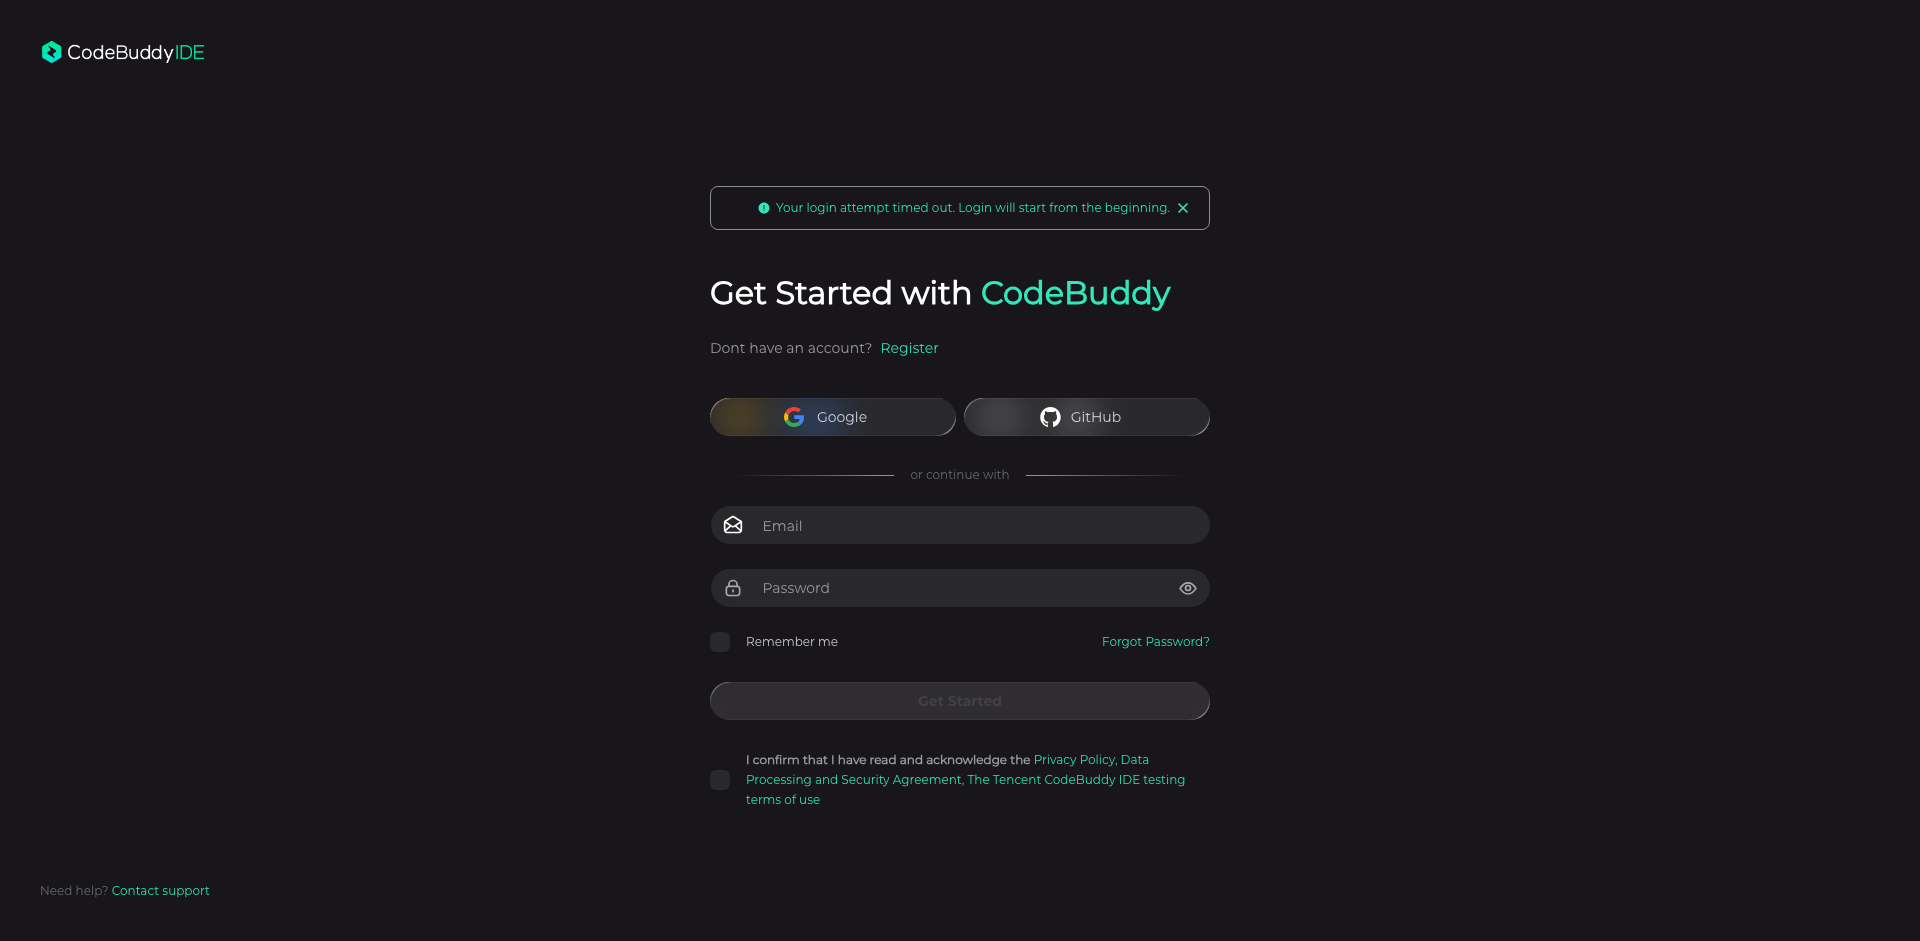 CodeBuddyIDE
Your login attempt timed out. Login will start from the beginning.
Get Started with CodeBuddy
Dont have an account? Register
Google
GitHub
or continue with
Email
Password
Remember me
Forgot Password?
Get Started
I confirm that I have read and acknowledge the Privacy Policy, Data
Processing and Security Agreement, The Tencent CodeBuddy IDE testing
terms of use
Need help? Contact support